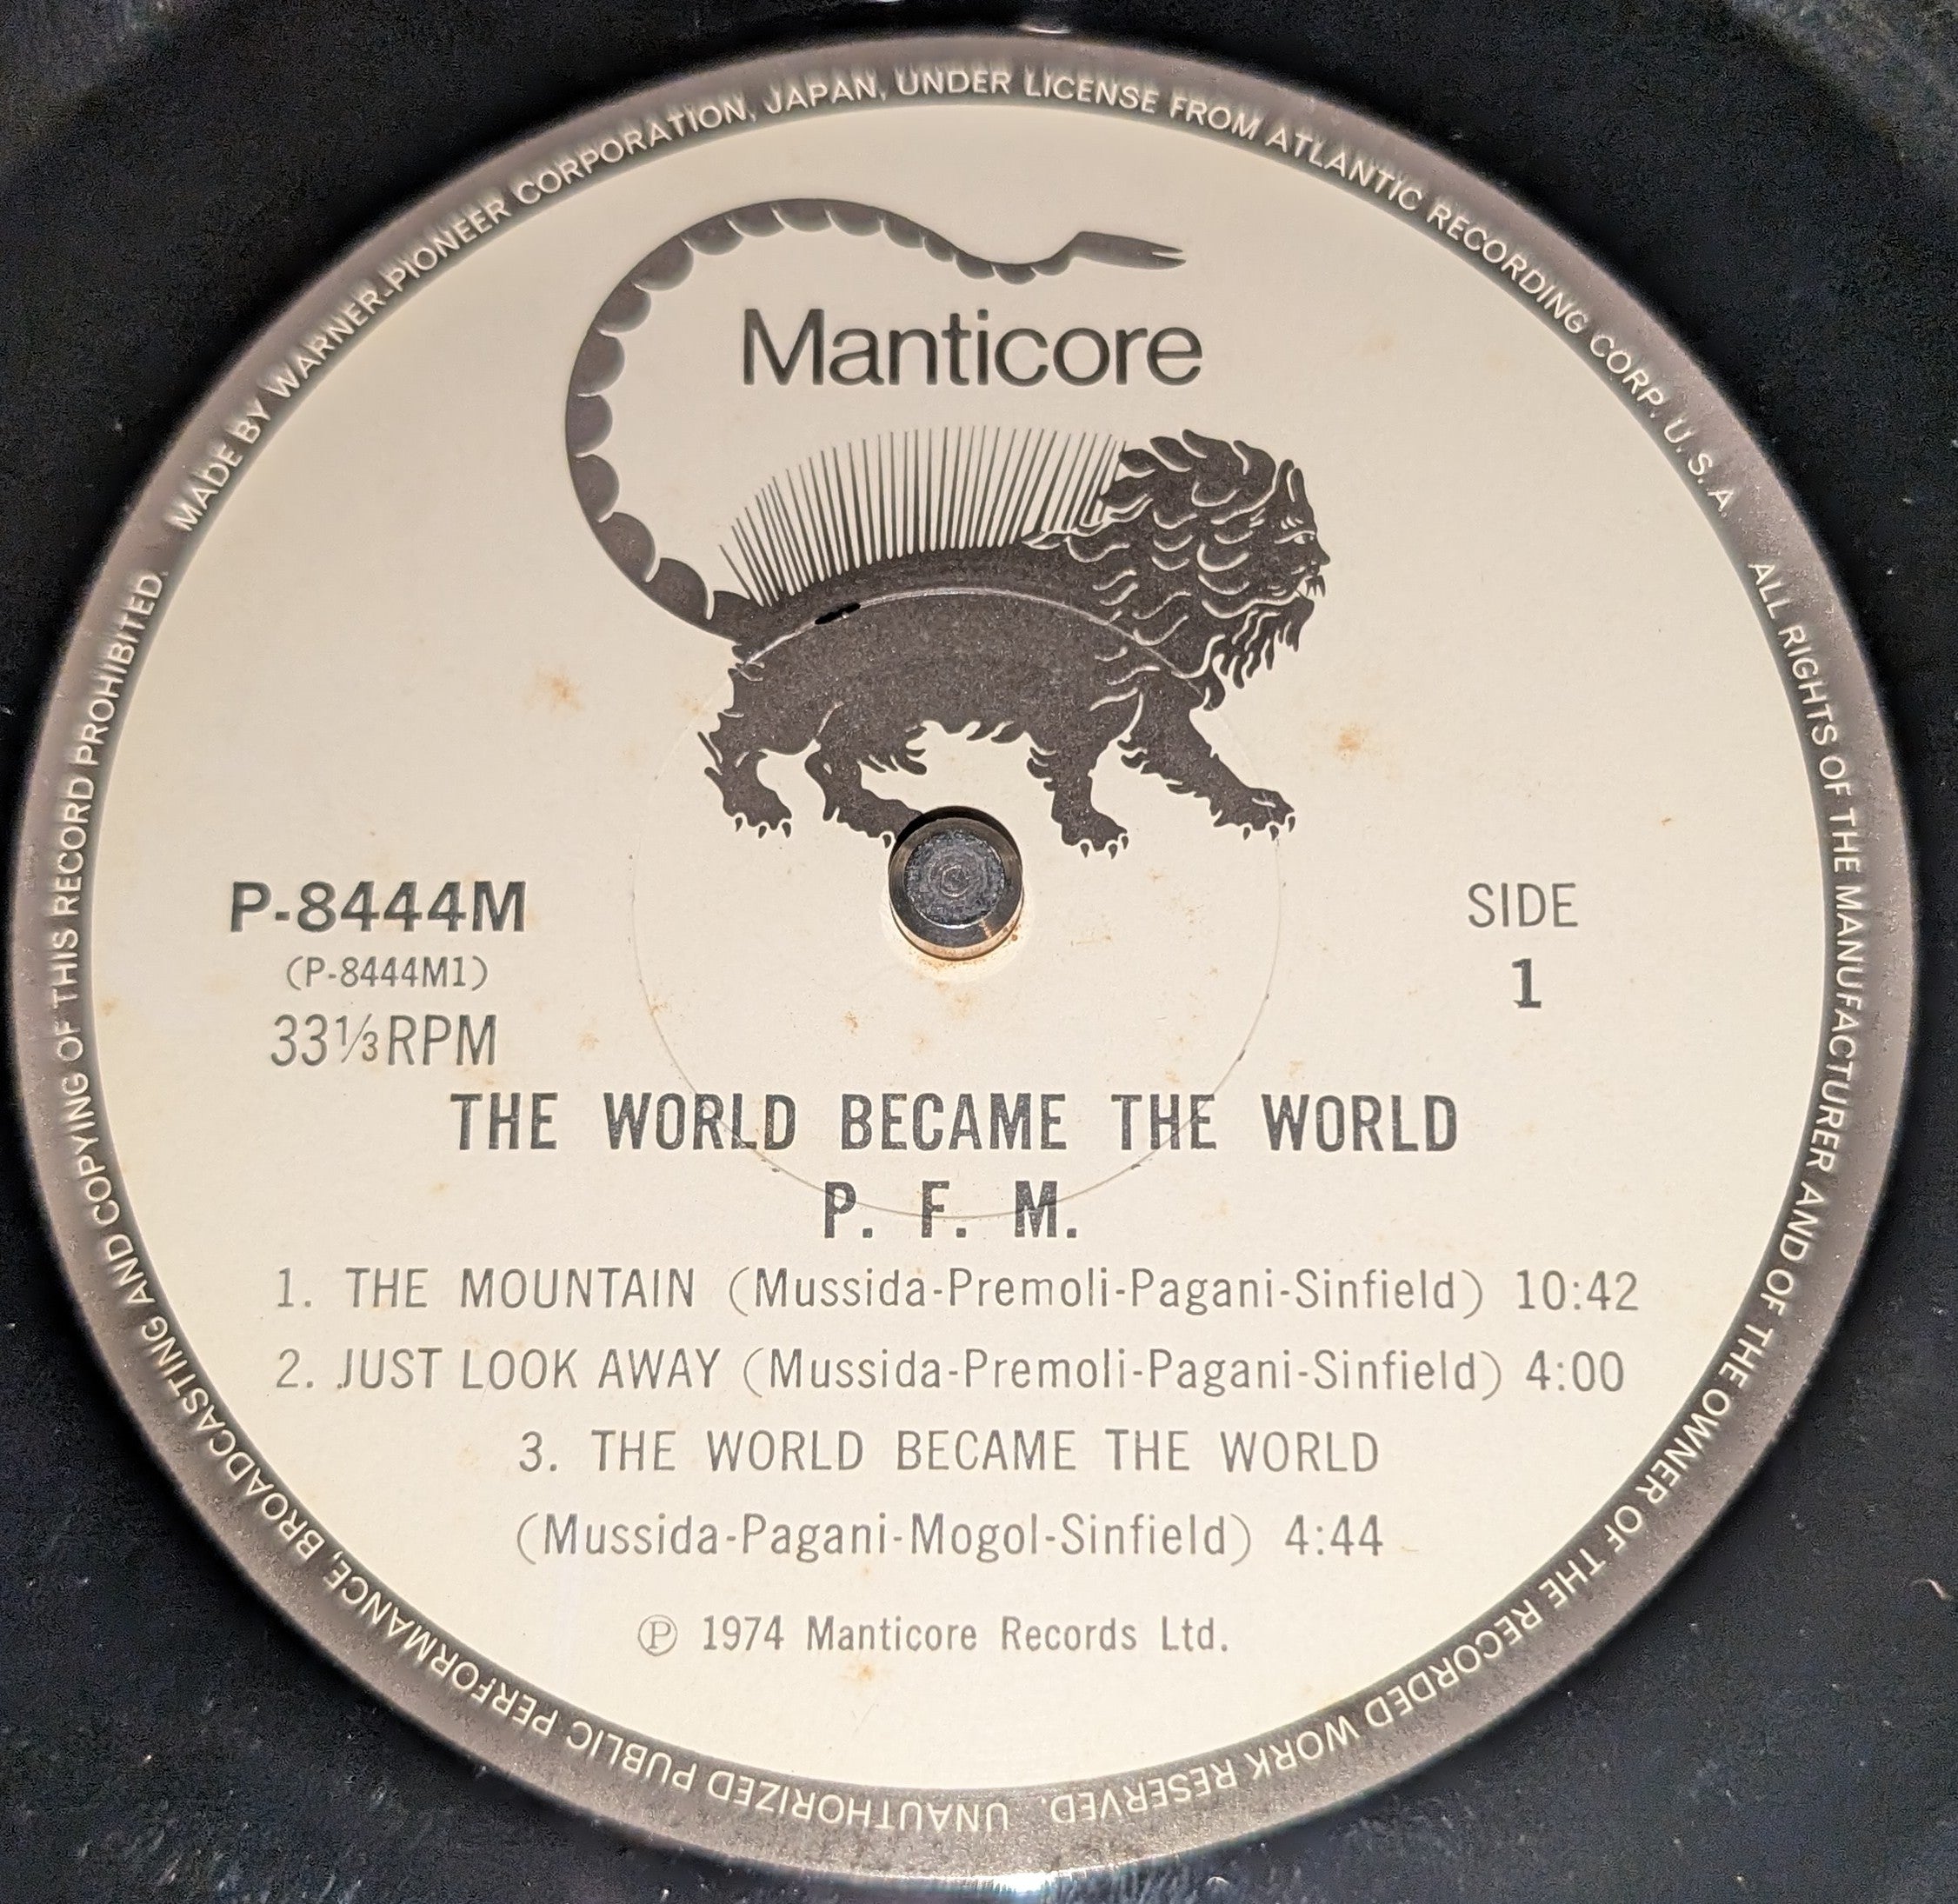 MADE BY WARNER-PIONEER CORPORATION, JAPAN, UNDER LICENSE FROM ATLANTIC RECORDING CORP. U.S.A. ALL RIGHTS OF THE MANUFACTURER AND OF THE OWNER OF THE RECORDED WORK RESERVED. UNAUTHORIZED PUBLIC PERFORMANCE, BROADCASTING AND COPYING OF THIS RECORD PROHIBITED.
Manticore
P-8444M
(P-8444M1)
33⅓RPM
SIDE
1
THE WORLD BECAME THE WORLD
P. F. M.
1. THE MOUNTAIN (Mussida-Premoli-Pagani-Sinfield) 10:42
2. JUST LOOK AWAY (Mussida-Premoli-Pagani-Sinfield) 4:00
3. THE WORLD BECAME THE WORLD
(Mussida-Pagani-Mogol-Sinfield) 4:44
Ⓟ 1974 Manticore Records Ltd.